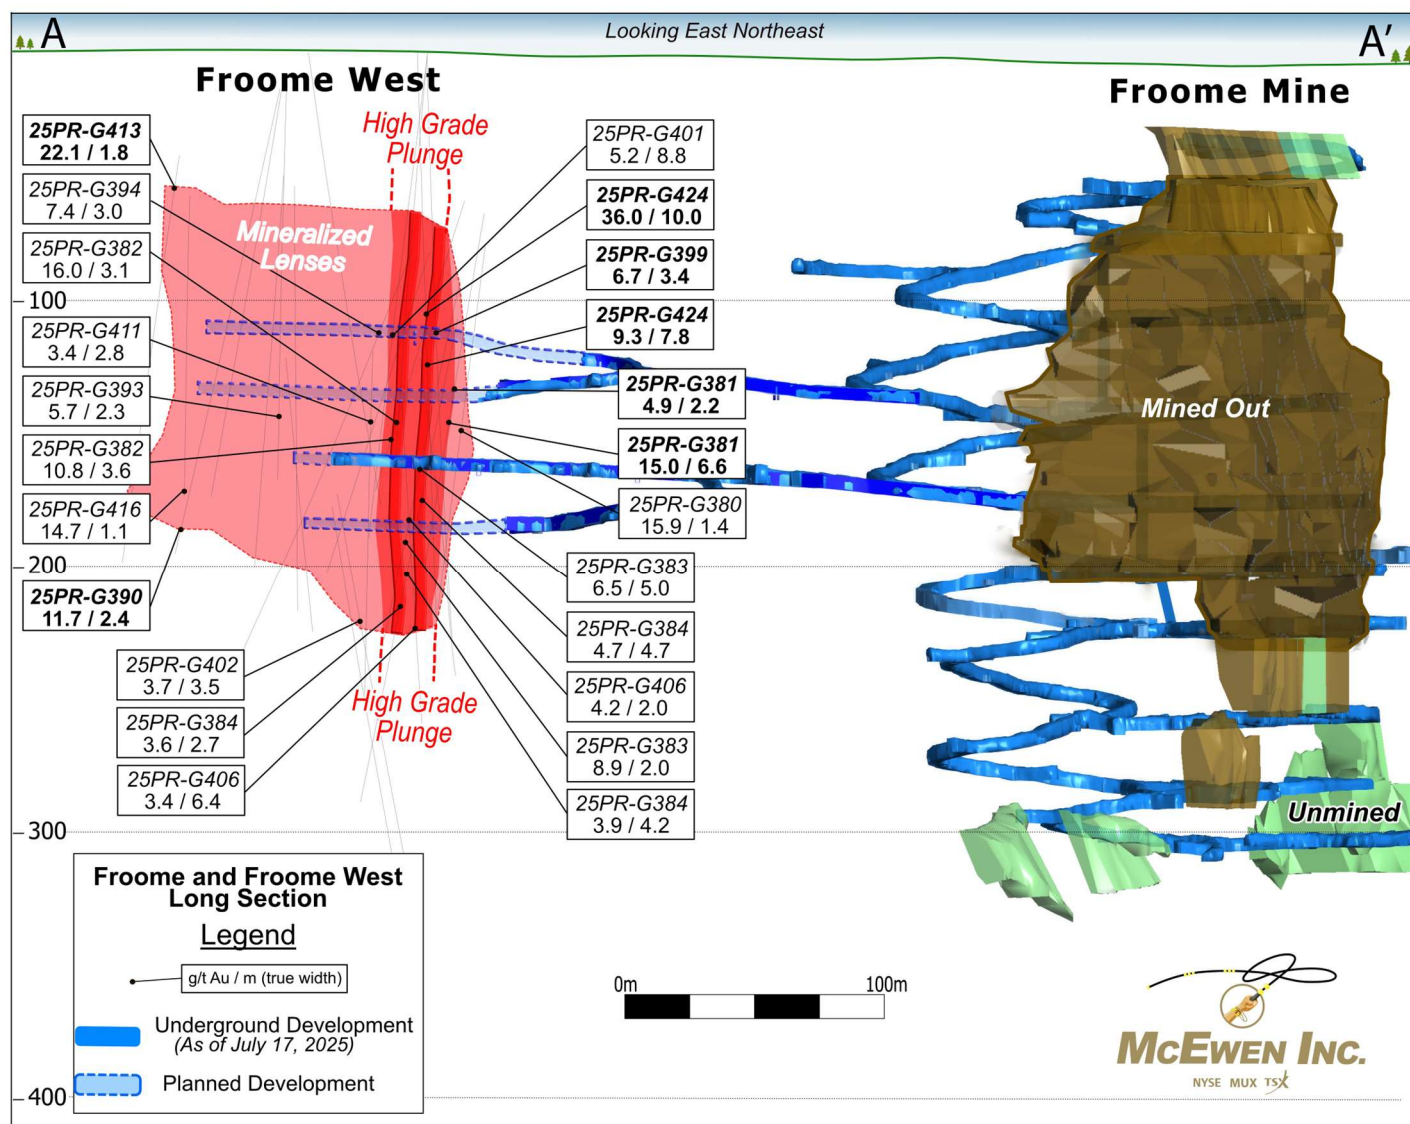 A
Looking East Northeast
A'
Froome West
Froome Mine
High Grade
Plunge
25PR-G413
22.1 / 1.8
25PR-G394
7.4 / 3.0
25PR-G382
16.0 / 3.1
25PR-G411
3.4 / 2.8
25PR-G393
5.7 / 2.3
25PR-G382
10.8 / 3.6
25PR-G416
14.7 / 1.1
25PR-G390
11.7 / 2.4
25PR-G402
3.7 / 3.5
25PR-G384
3.6 / 2.7
25PR-G406
3.4 / 6.4
Mineralized
Lenses
25PR-G401
5.2 / 8.8
25PR-G424
36.0 / 10.0
25PR-G399
6.7 / 3.4
25PR-G424
9.3 / 7.8
25PR-G381
4.9 / 2.2
25PR-G381
15.0 / 6.6
25PR-G380
15.9 / 1.4
25PR-G383
6.5 / 5.0
25PR-G384
4.7 / 4.7
25PR-G406
4.2 / 2.0
25PR-G383
8.9 / 2.0
25PR-G384
3.9 / 4.2
High Grade
Plunge
Mined Out
Unmined
100
200
300
400
Froome and Froome West
Long Section
Legend
g/t Au / m (true width)
Underground Development
(As of July 17, 2025)
Planned Development
0m
100m
McEwen Inc.
NYSE MUX TSX